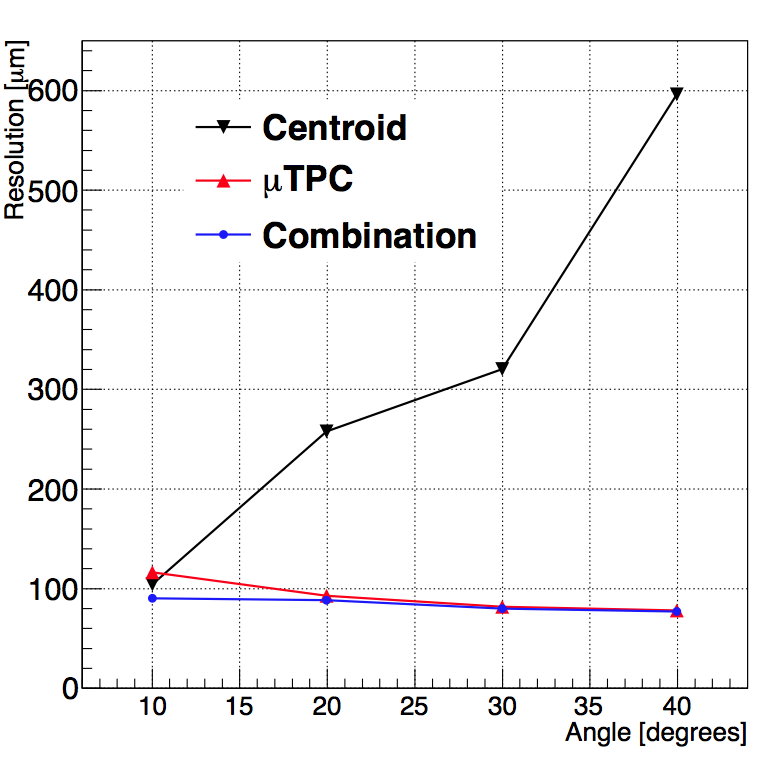 Resolution [μm]
600
500
400
300
200
100
0
Centroid
μTPC
Combination
10 15 20 25 30 35 40
Angle [degrees]